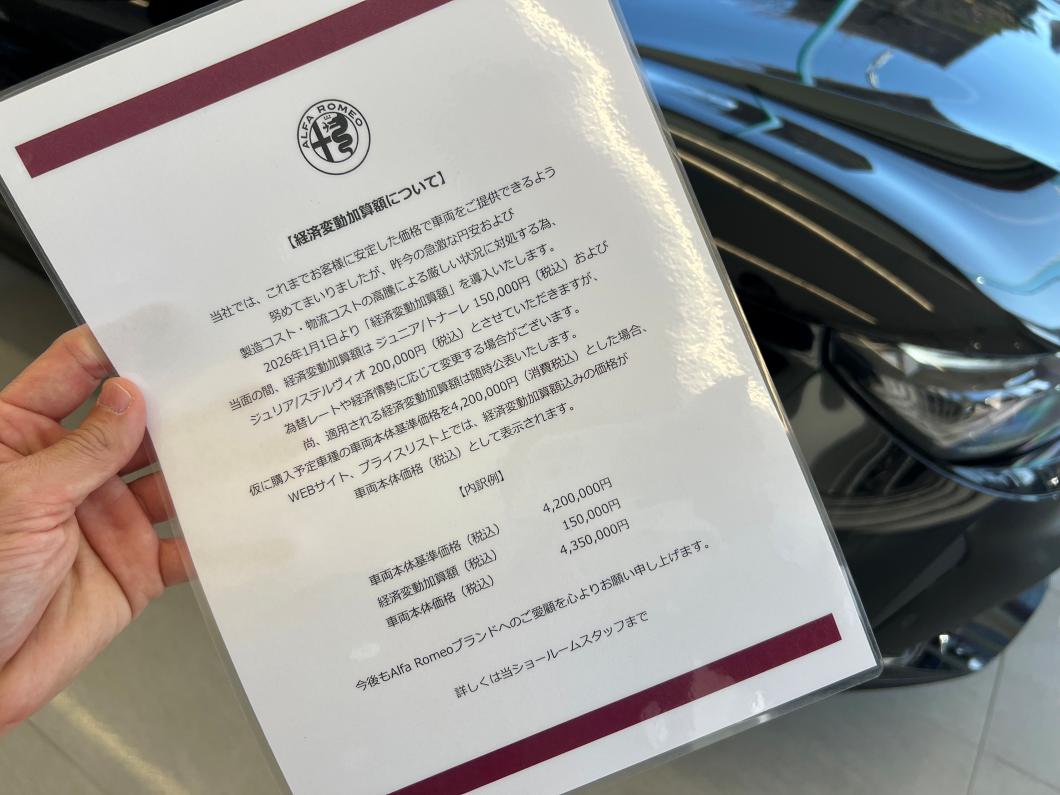 ALFA ROMEO
【経済変動加算額について】
当社では、これまでお客様に安定した価格で車両をご提供できるよう
努めてまいりましたが、昨今の急激な円安および
製造コスト・物流コストの高騰による厳しい状況に対処する為、
2026年1月1日より「経済変動加算額」を導入いたします。
当面の間、経済変動加算額は ジュニア/トナーレ 150,000円（税込）および
ジュリア/ステルヴィオ 200,000円（税込）とさせていただきますが、
為替レートや経済情勢に応じて変更する場合がございます。
尚、適用される経済変動加算額は随時公表いたします。
仮に購入予定車種の車両本体基準価格を4,200,000円（消費税込）とした場合、
WEBサイト、プライスリスト上では、経済変動加算額込みの価格が
車両本体価格（税込）として表示されます。
【内訳例】
車両本体基準価格（税込） 4,200,000円
経済変動加算額（税込） 150,000円
車両本体価格（税込） 4,350,000円
今後もAlfa Romeoブランドへのご愛顧を心よりお願い申し上げます。
詳しくは当ショールームスタッフまで